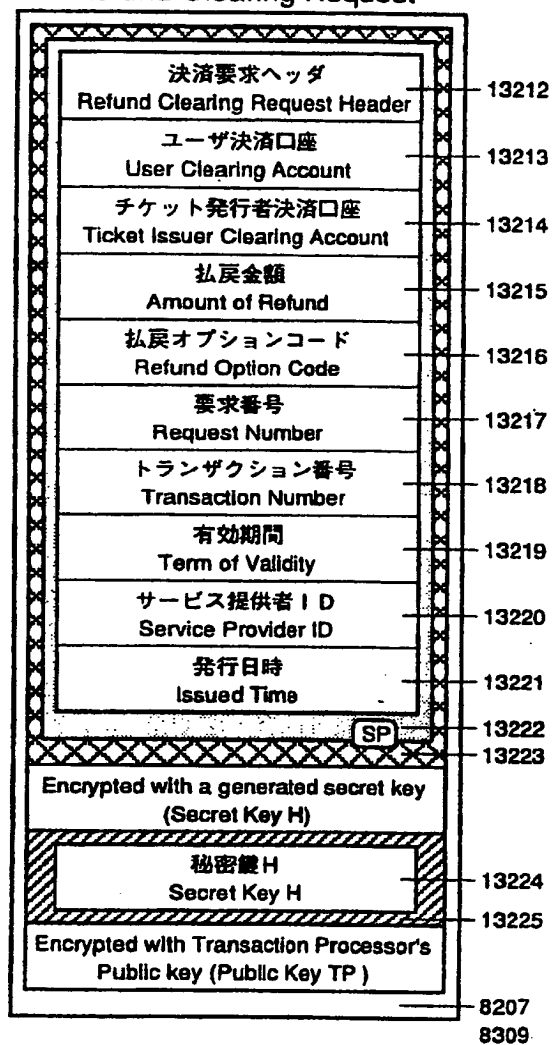 Clearing Request
決済要求ヘッダ
Refund Clearing Request Header
13212
ユーザ決済口座
User Clearing Account
13213
チケット発行者決済口座
Ticket Issuer Clearing Account
13214
払戻金額
Amount of Refund
13215
払戻オプションコード
Refund Option Code
13216
要求番号
Request Number
13217
トランザクション番号
Transaction Number
13218
有効期間
Term of Validity
13219
サービス提供者ID
Service Provider ID
13220
発行日時
Issued Time
13221
SP
13222
13223
Encrypted with a generated secret key
(Secret Key H)
秘密鍵H
Secret Key H
13224
13225
Encrypted with Transaction Processor's
Public key (Public Key TP )
8207
8309